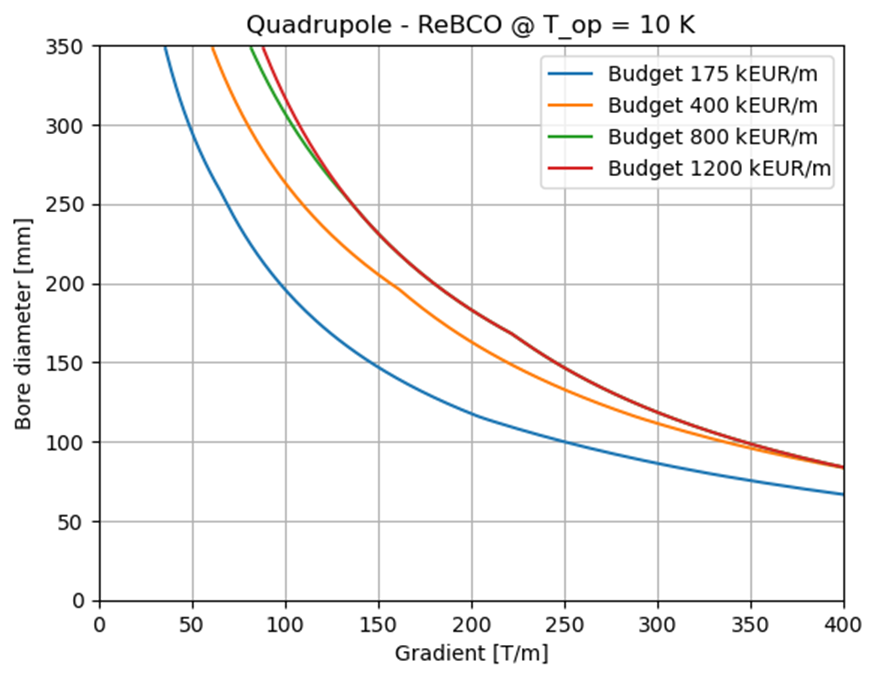 Quadrupole - ReBCO @ T_op = 10 K
350
300
250
200
150
100
50
0
Bore diameter [mm]
Budget 175 kEUR/m
Budget 400 kEUR/m
Budget 800 kEUR/m
Budget 1200 kEUR/m
0 50 100 150 200 250 300 350 400
Gradient [T/m]